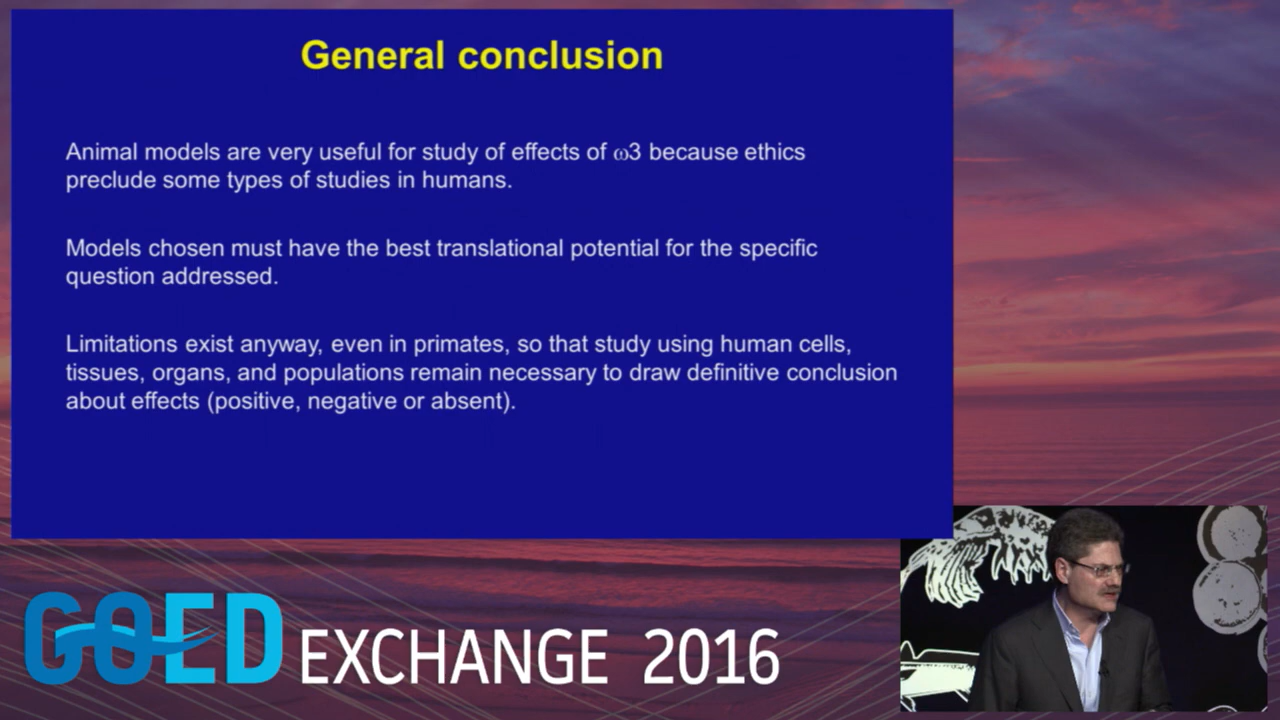 General conclusion
Animal models are very useful for study of effects of ω3 because ethics
preclude some types of studies in humans.
Models chosen must have the best translational potential for the specific
question addressed.
Limitations exist anyway, even in primates, so that study using human cells,
tissues, organs, and populations remain necessary to draw definitive conclusion
about effects (positive, negative or absent).
GOED EXCHANGE 2016